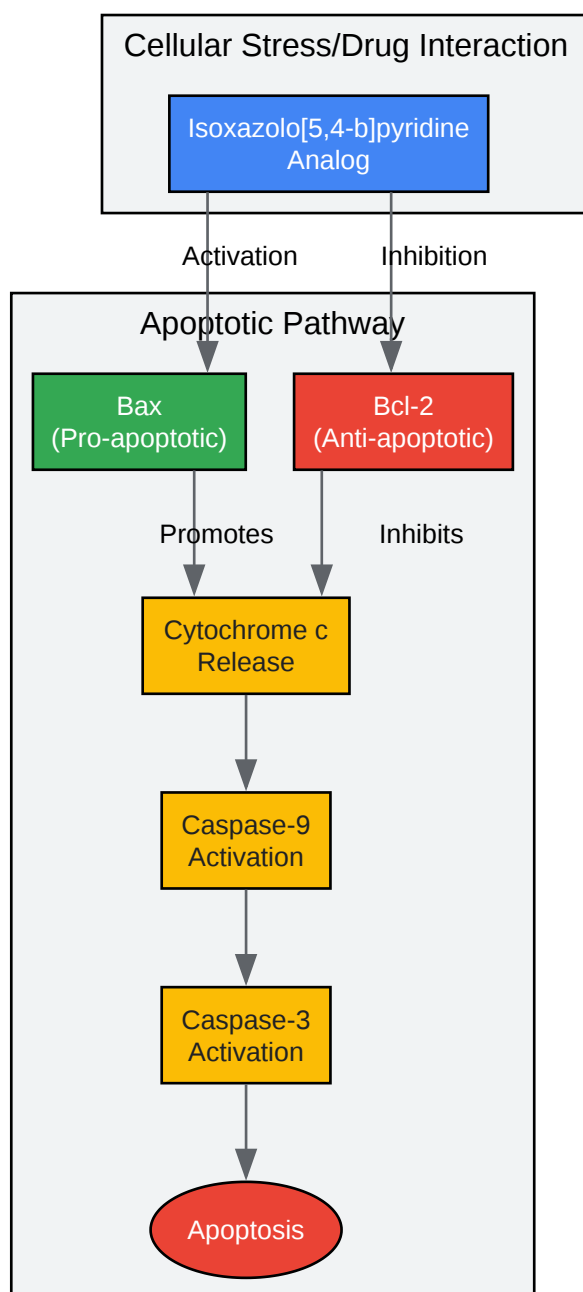 Cellular Stress/Drug Interaction
Isoxazolo[5,4-b]pyridine
Analog
Activation
Inhibition
Apoptotic Pathway
Bax
(Pro-apoptotic)
Bcl-2
(Anti-apoptotic)
Promotes
Inhibits
Cytochrome c
Release
Caspase-9
Activation
Caspase-3
Activation
Apoptosis